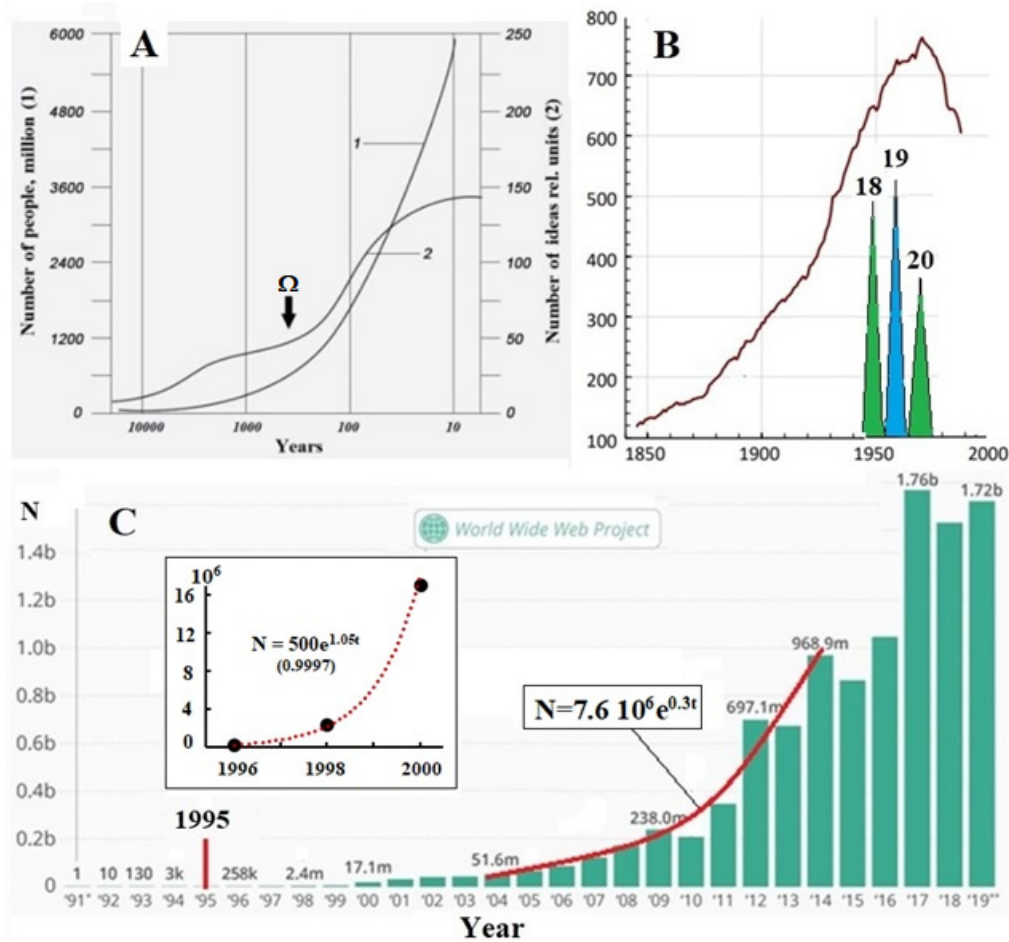 A
Number of people, million (1)
6000
4800
3600
2400
1200
0
10000
1000
100
10
Years
250
200
150
100
50
0
Number of ideas rel. units (2)
1
2
Ω
B
800
700
600
500
400
300
200
100
1850
1900
1950
2000
18
19
20
C
N
World Wide Web Project
1.4b
1.2b
1.0b
0.8b
0.6b
0.4b
0.2b
0
10⁶
16
12
8
4
0
N = 500e^1.05t
(0.9997)
1996
1998
2000
N=7.6 10⁶e^0.3t
1995
1
10
130
3k
258k
2.4m
17.1m
51.6m
238.0m
697.1m
968.9m
1.76b
1.72b
'91* '92 '93 '94 '95 '96 '97 '98 '99 '00 '01 '02 '03 '04 '05 '06 '07 '08 '09 '10 '11 '12 '13 '14 '15 '16 '17 '18 '19**
Year